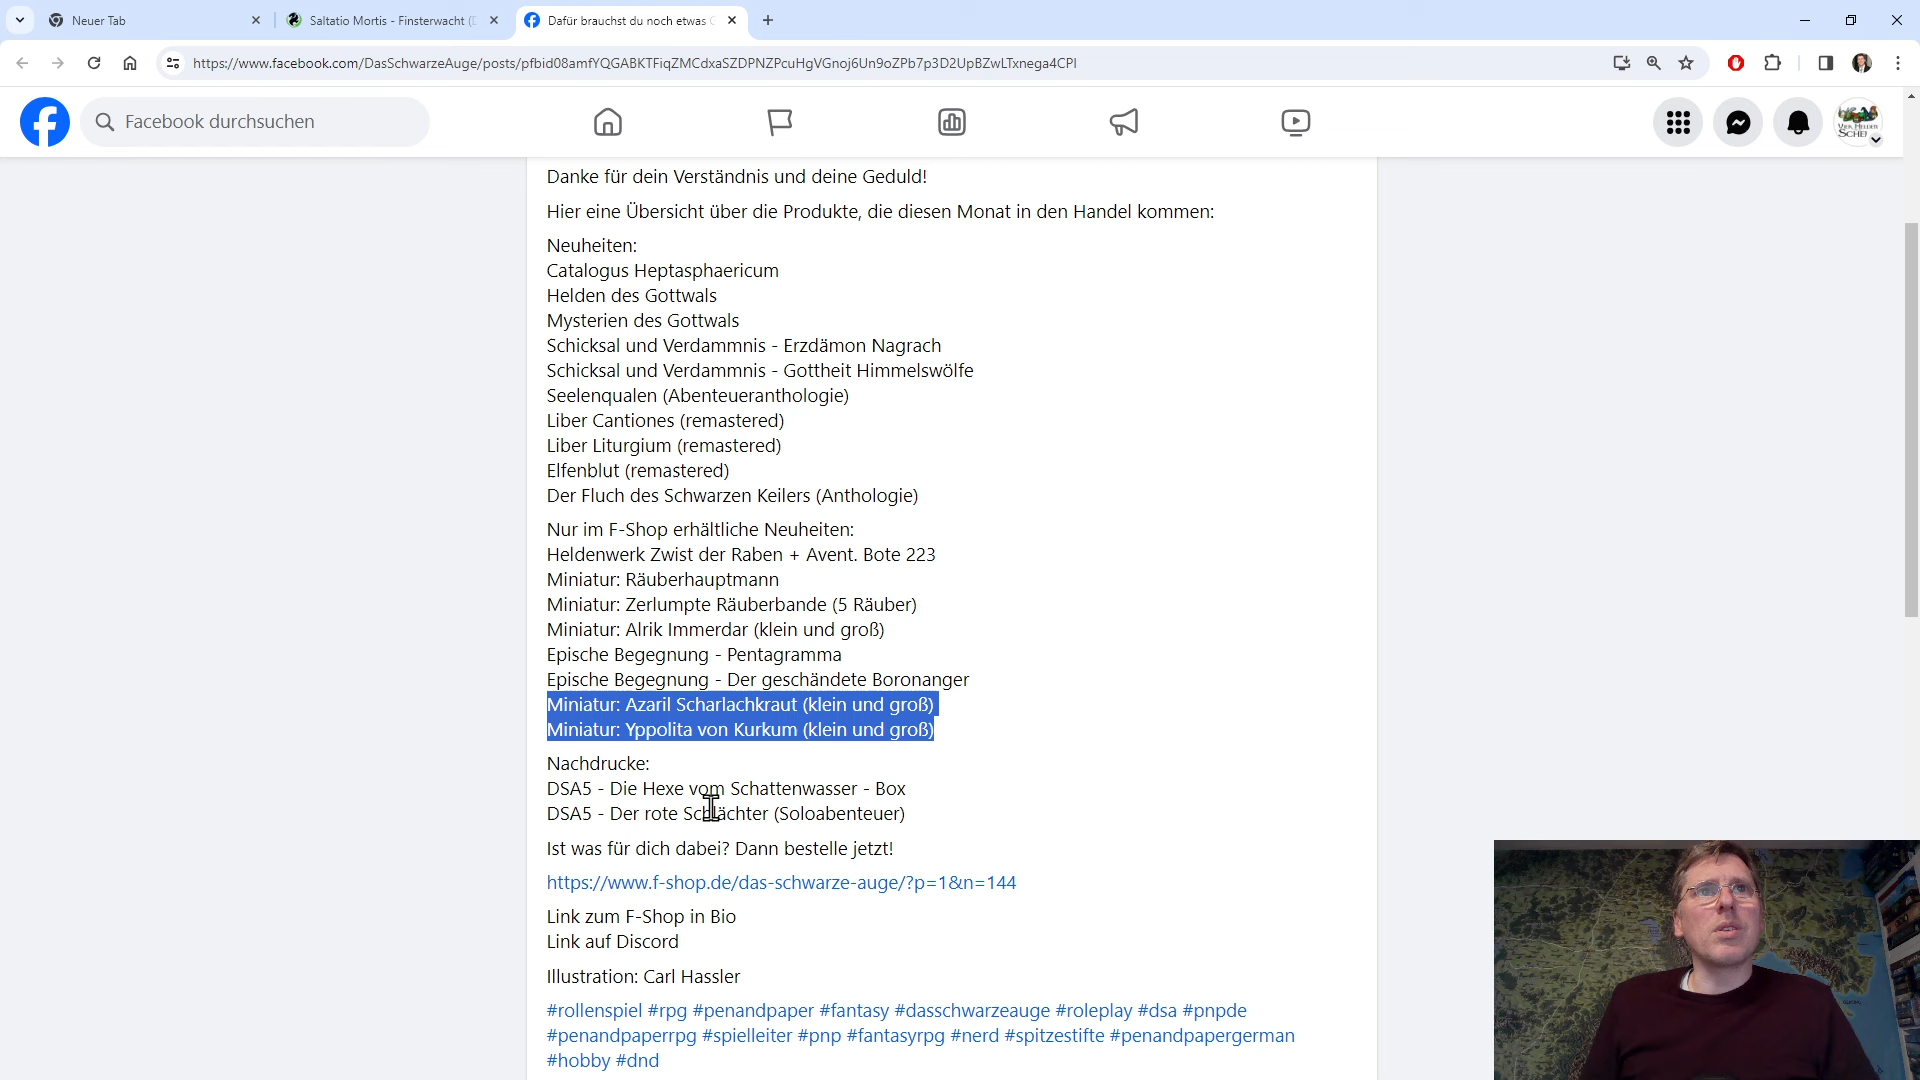 Neuer Tab
Saltatio Mortis - Finsterwacht (
Dafür brauchst du noch etwas
https://www.facebook.com/DasSchwarzeAuge/posts/pfbid08amfYQGABKTFiqZMCdxaSZDPNZPcuHgVGnoj6Un9oZPb7p3D2UpBZwLTxnega4CPl
Facebook durchsuchen
Danke für dein Verständnis und deine Geduld!
Hier eine Übersicht über die Produkte, die diesen Monat in den Handel kommen:
Neuheiten:
Catalogus Heptasphaericum
Helden des Gottwals
Mysterien des Gottwals
Schicksal und Verdammnis - Erzdämon Nagrach
Schicksal und Verdammnis - Gottheit Himmelswölfe
Seelenqualen (Abenteueranthologie)
Liber Cantiones (remastered)
Liber Liturgium (remastered)
Elfenblut (remastered)
Der Fluch des Schwarzen Keilers (Anthologie)
Nur im F-Shop erhältliche Neuheiten:
Heldenwerk Zwist der Raben + Avent. Bote 223
Miniatur: Räuberhauptmann
Miniatur: Zerlumpte Räuberbande (5 Räuber)
Miniatur: Alrik Immerdar (klein und groß)
Epische Begegnung - Pentagramma
Epische Begegnung - Der geschändete Boronanger
Miniatur: Azaril Scharlachkraut (klein und groß)
Miniatur: Yppolita von Kurkum (klein und groß)
Nachdrucke:
DSA5 - Die Hexe vom Schattenwasser - Box
DSA5 - Der rote Schlächter (Soloabenteuer)
Ist was für dich dabei? Dann bestelle jetzt!
https://www.f-shop.de/das-schwarze-auge/?p=1&n=144
Link zum F-Shop in Bio
Link auf Discord
Illustration: Carl Hassler
#rollenspiel #rpg #penandpaper #fantasy #dasschwarzeauge #roleplay #dsa #pnpde
#penandpaperrpg #spielleiter #pnp #fantasyrpg #nerd #spitzestifte #penandpapergerman
#hobby #dnd